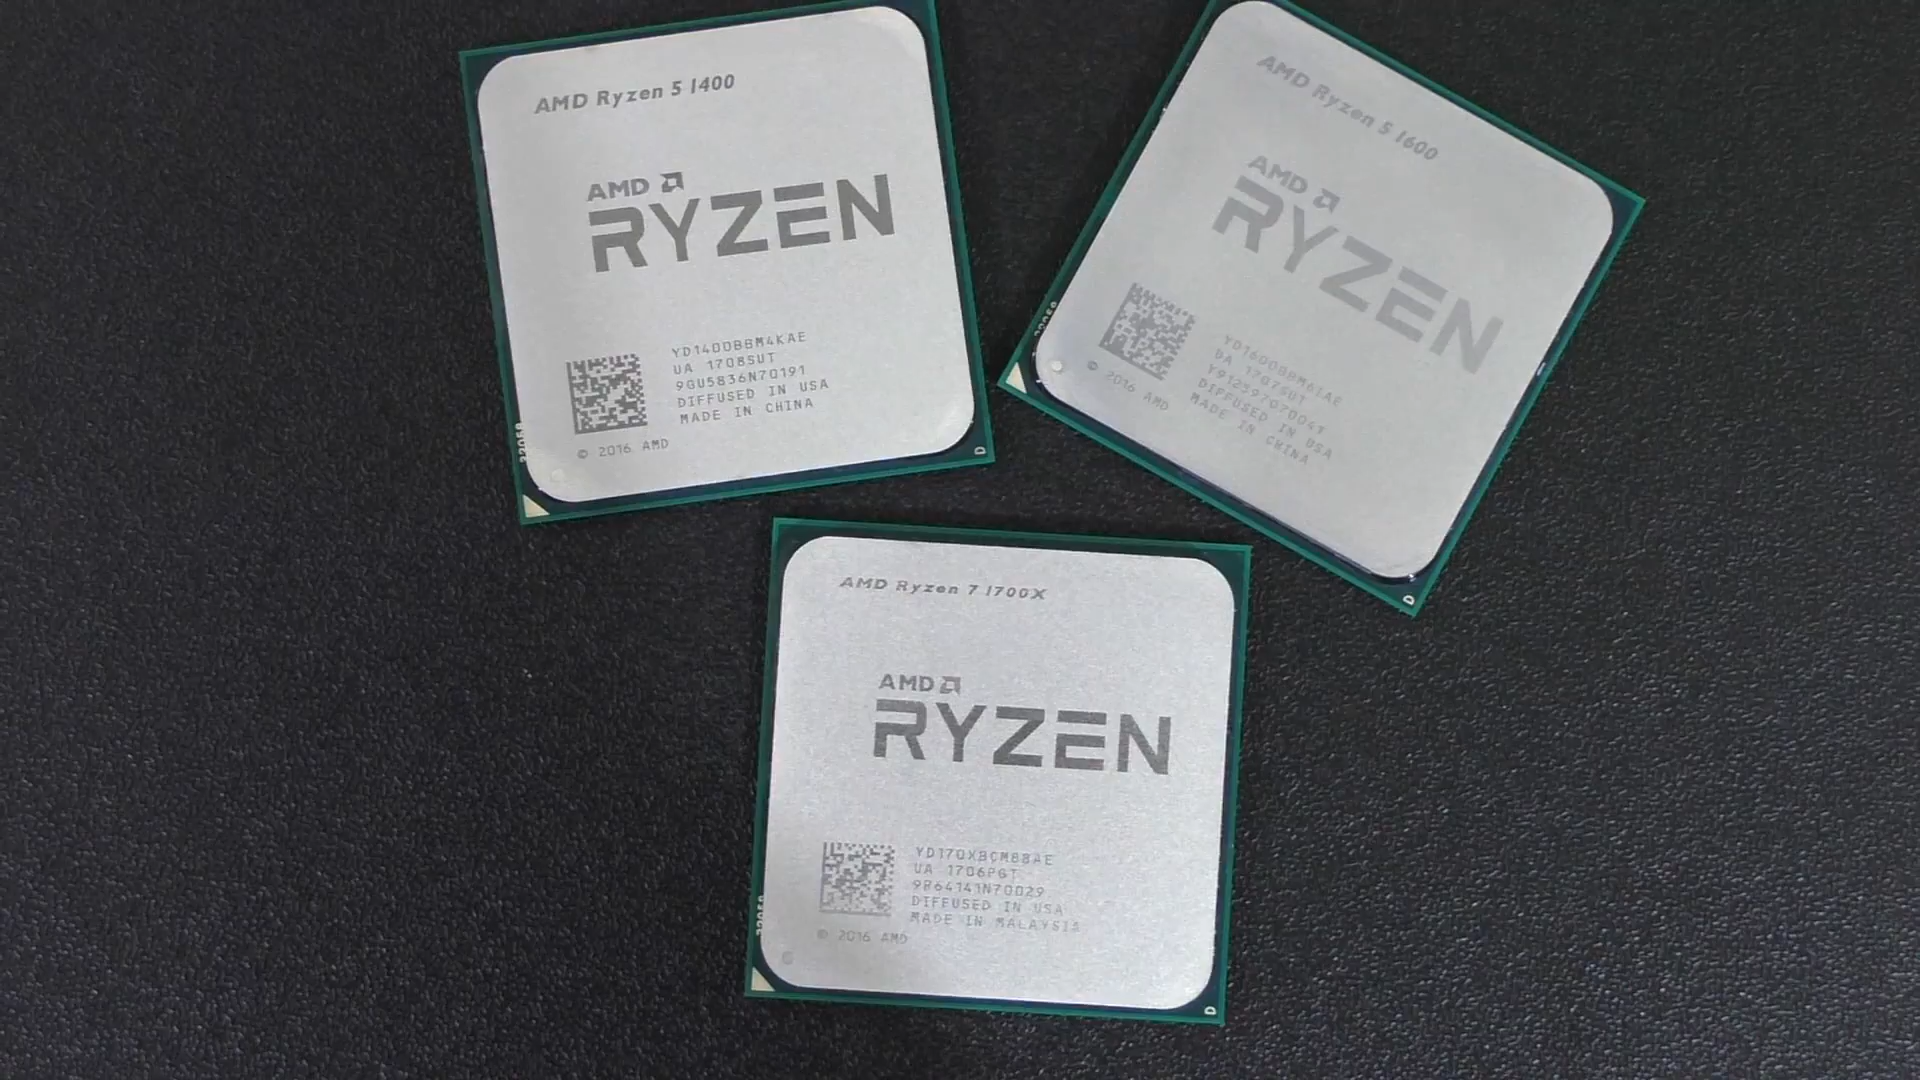 AMD Ryzen 5 1400
AMD
RYZEN
YD1400BBM4KAE
UA 1708SUT
9GU5836N70191
DIFFUSED IN USA
MADE IN CHINA
© 2016 AMD
32058
D
AMD Ryzen 5 1600
AMD
RYZEN
YD1600BBM6IAE
UA 1707SUT
Y912597070041
DIFFUSED IN USA
MADE IN CHINA
© 2016 AMD
D
AMD Ryzen 7 1700X
AMD
RYZEN
YD170XBCM88AE
UA 1706PGT
9R64141N70029
DIFFUSED IN USA
MADE IN MALAYSIA
© 2016 AMD
D